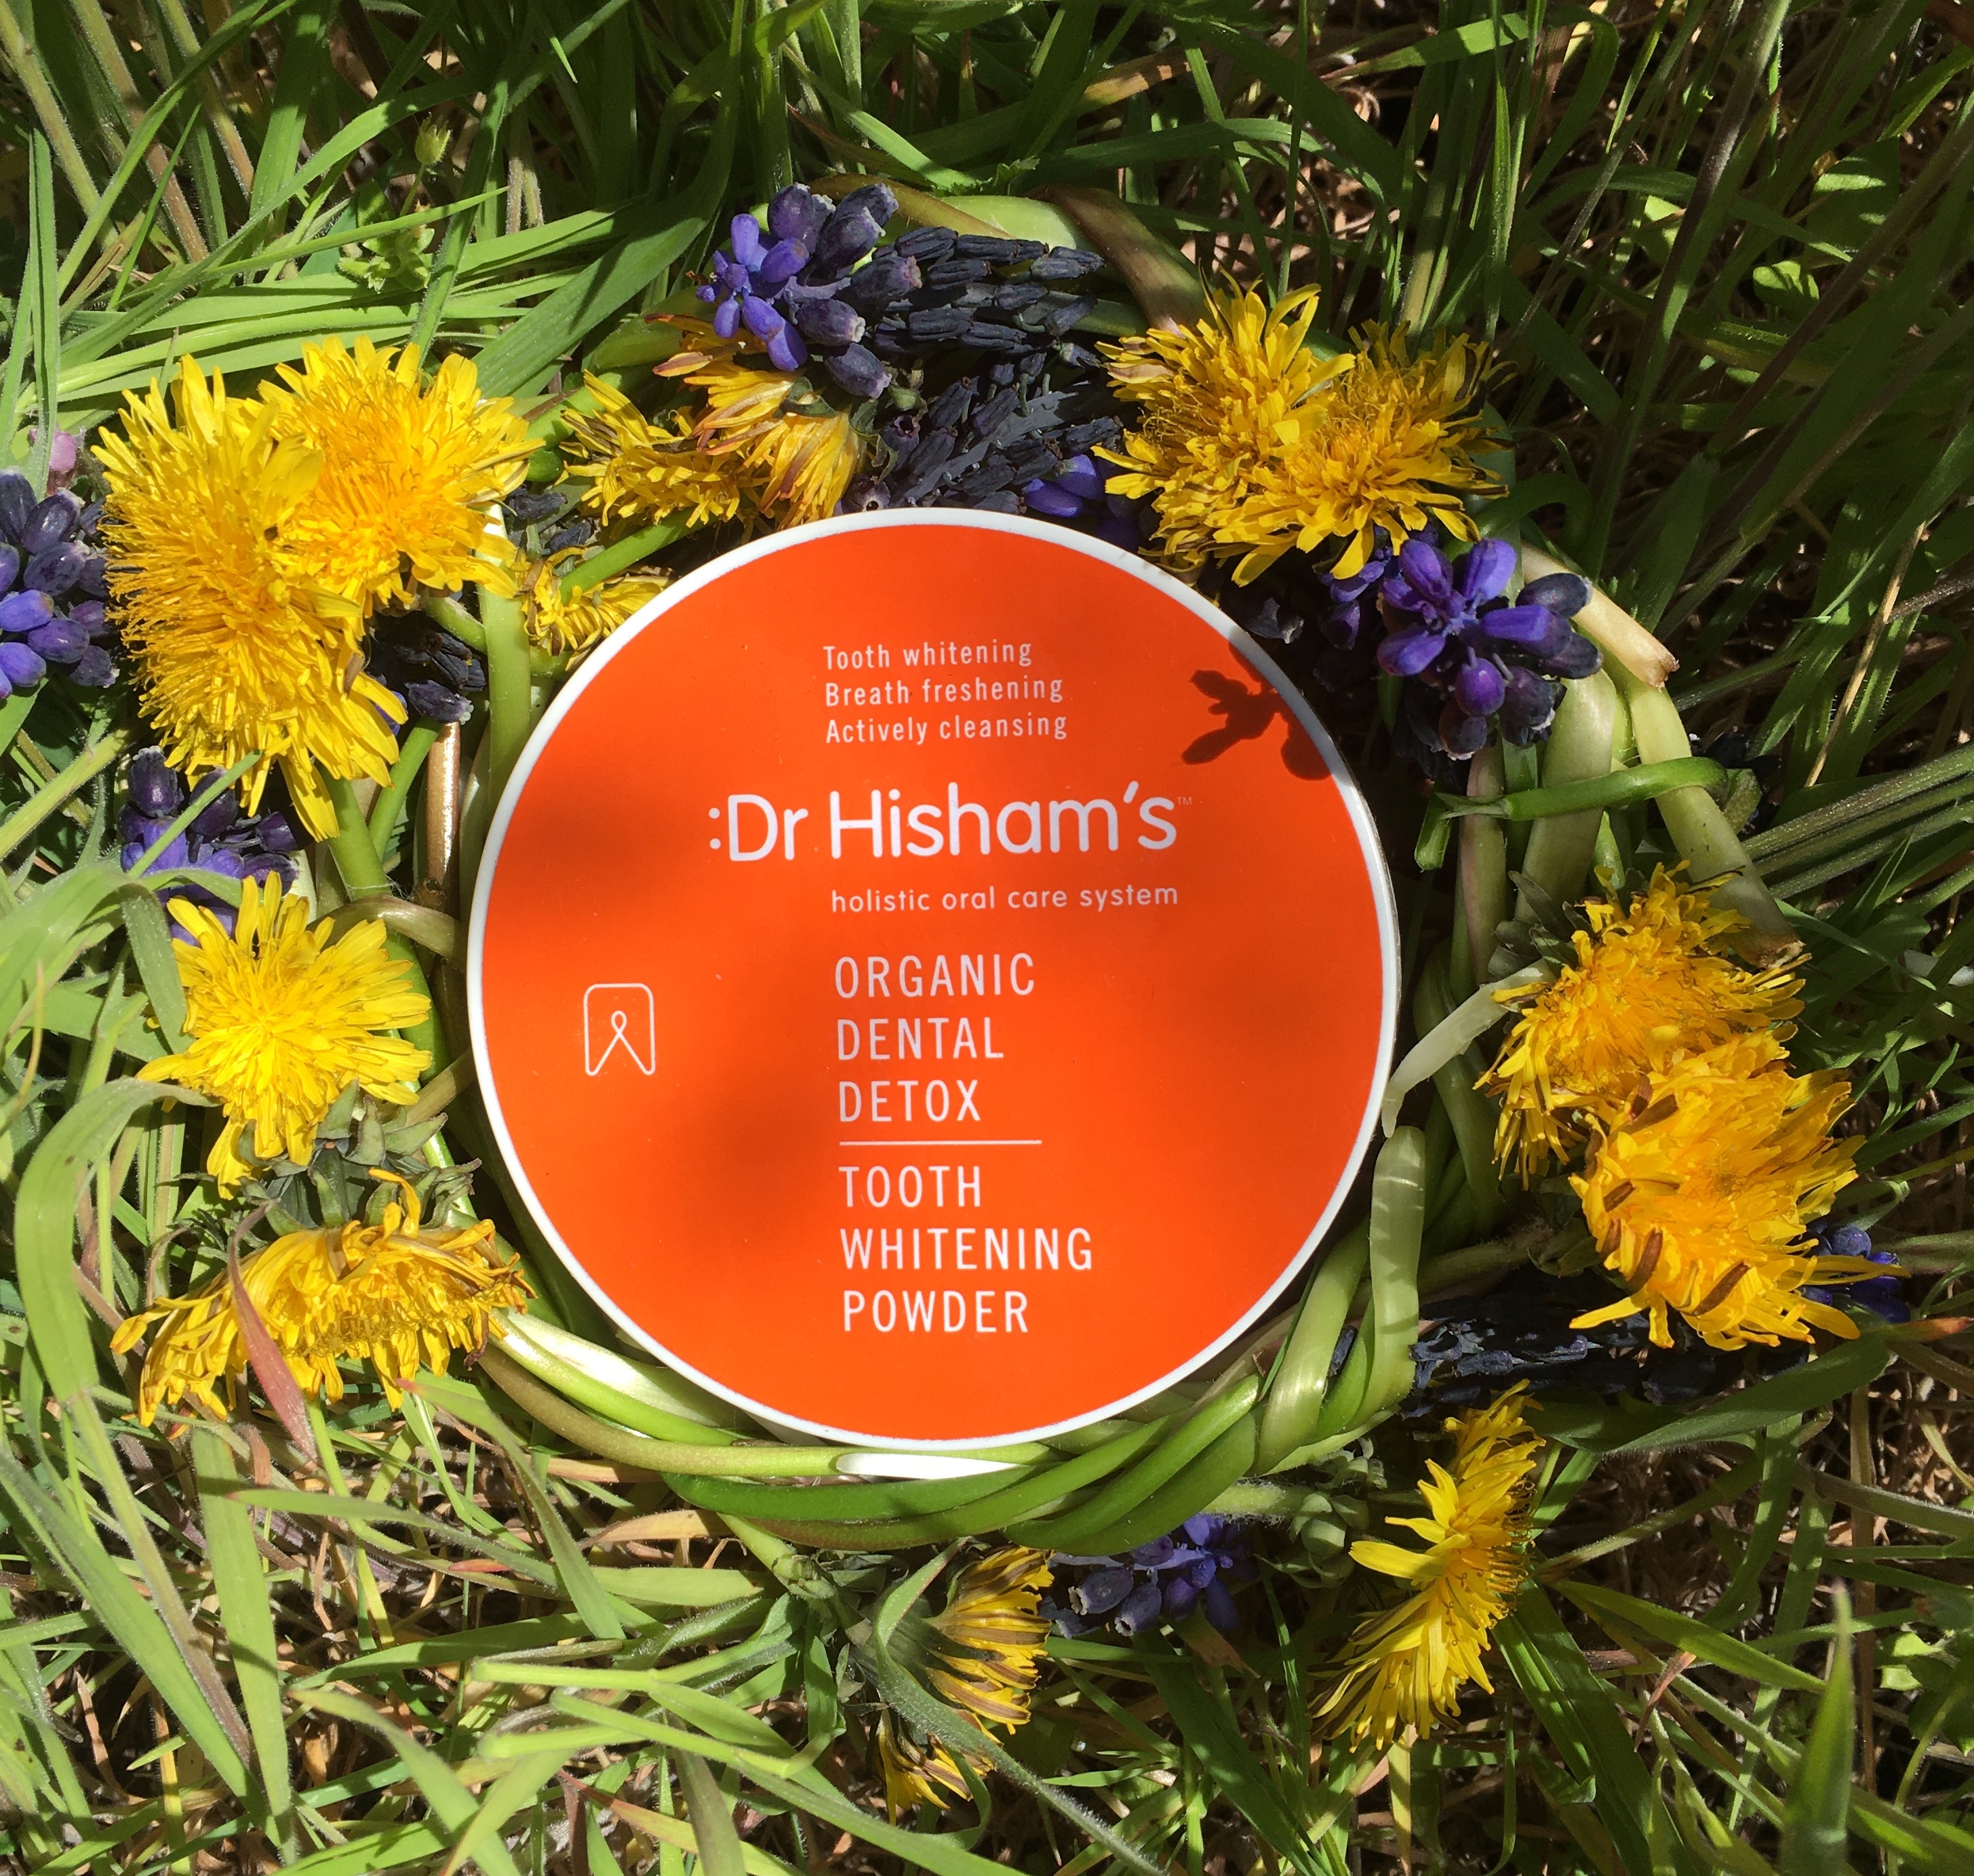 Tooth whitening
Breath freshening
Actively cleansing
:Dr Hisham's™
holistic oral care system
ORGANIC
DENTAL
DETOX
TOOTH
WHITENING
POWDER